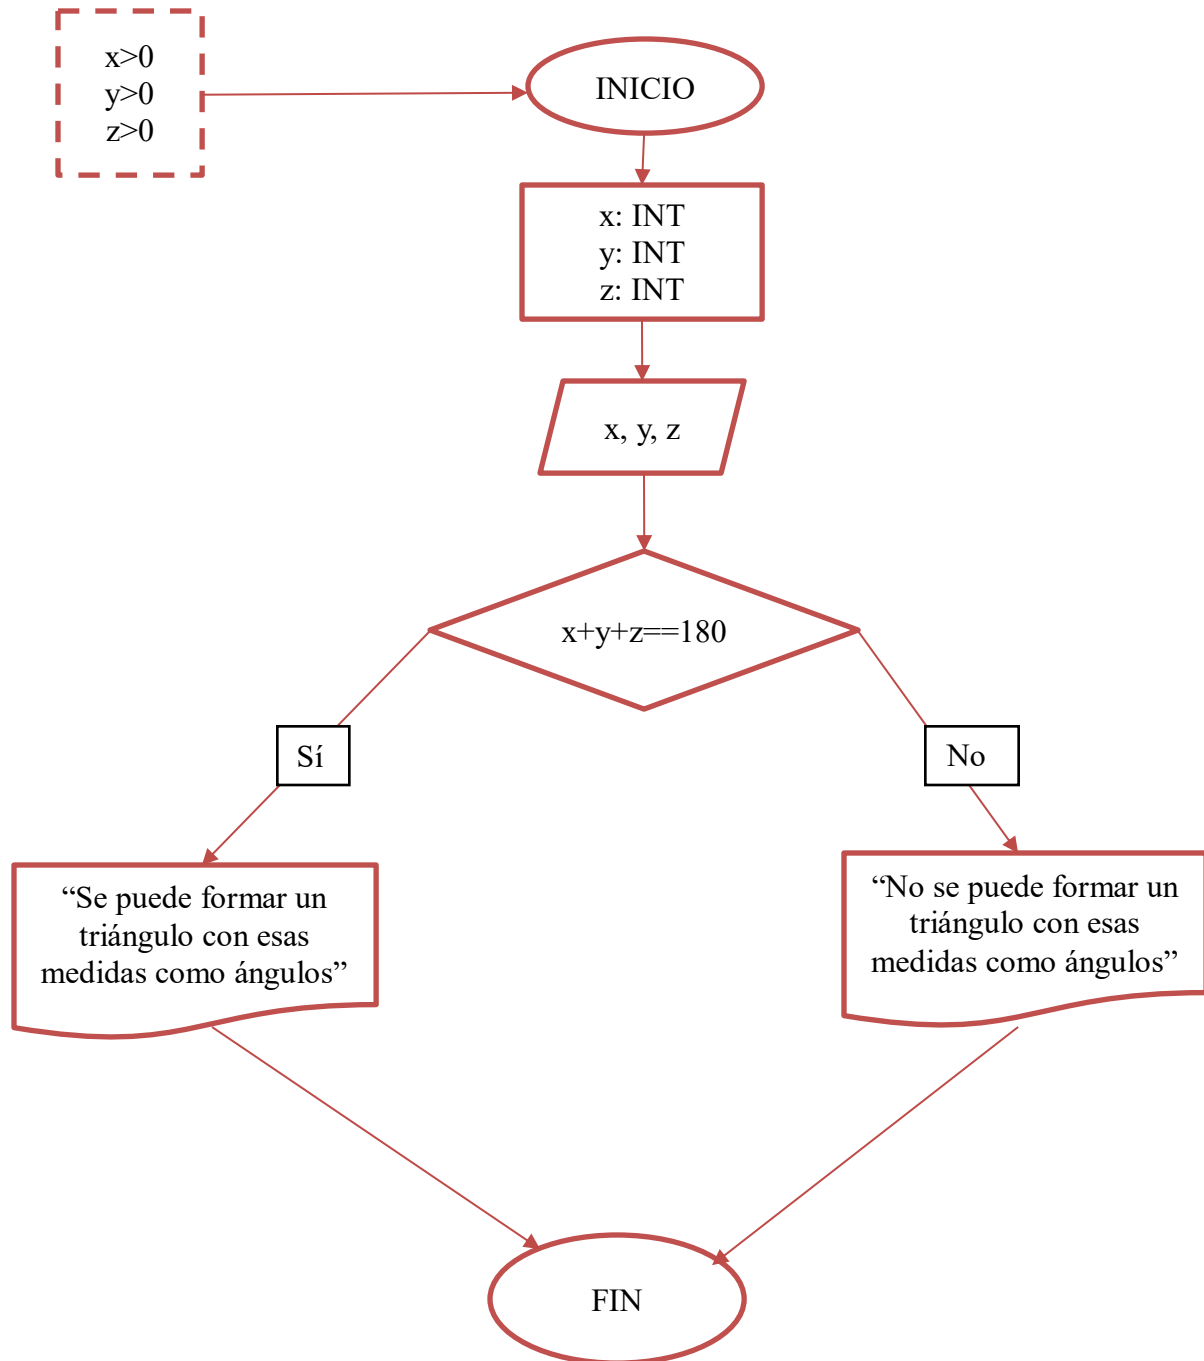 x>0
y>0
z>0
INICIO
x: INT
y: INT
z: INT
x, y, z
x+y+z==180
Sí
No
“Se puede formar un
triángulo con esas
medidas como ángulos”
“No se puede formar un
triángulo con esas
medidas como ángulos”
FIN